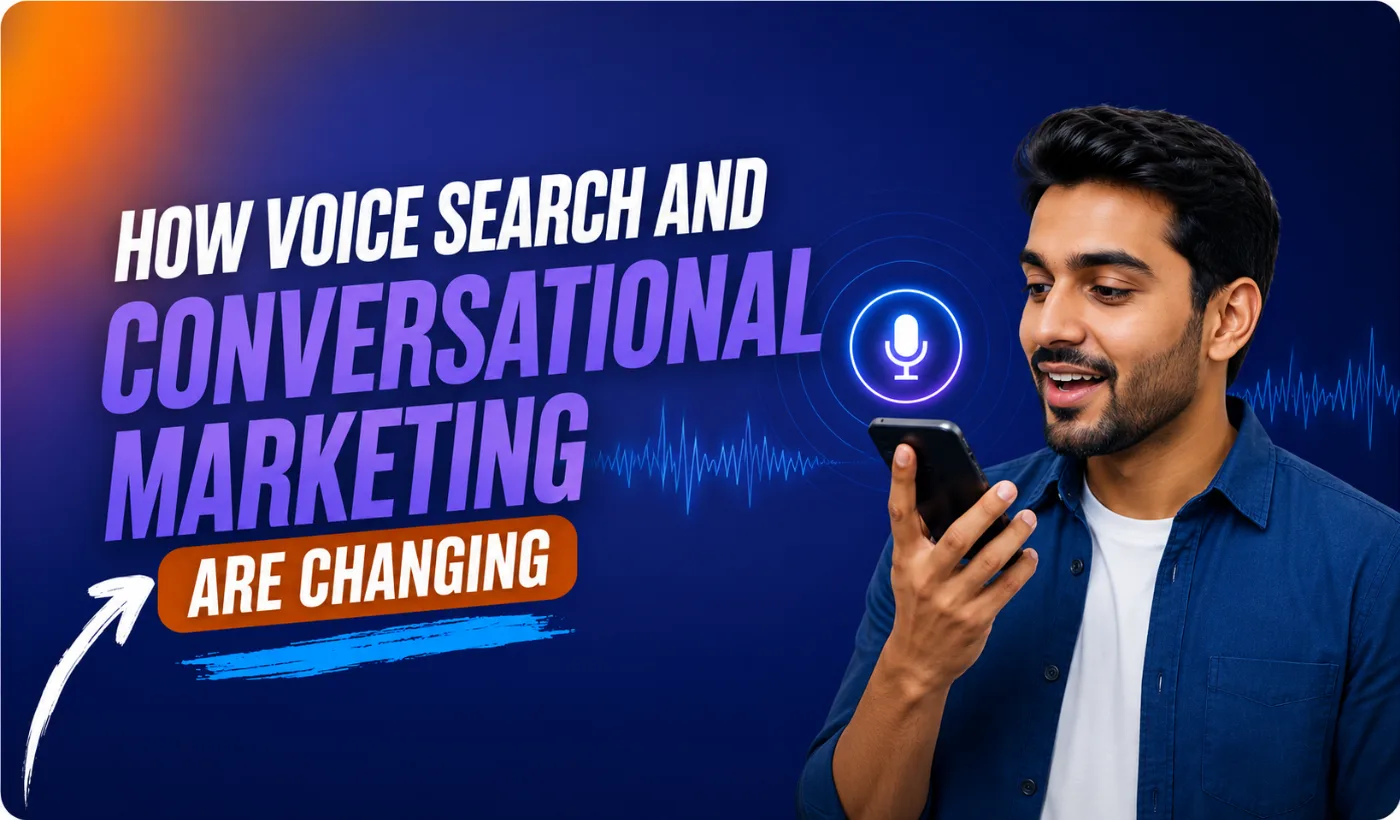 HOW VOICE SEARCH AND
CONVERSATIONAL
MARKETING
ARE CHANGING